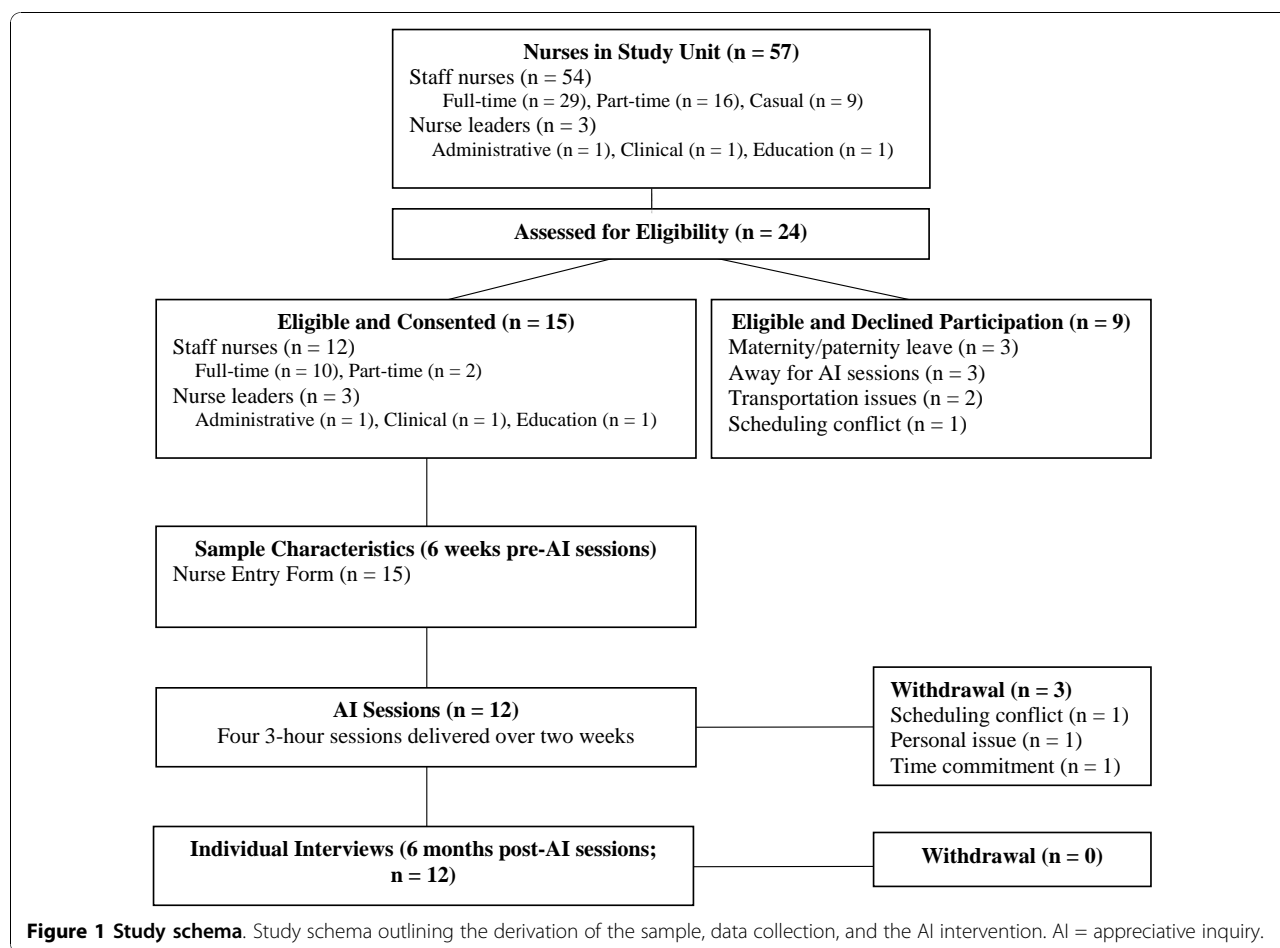 Nurses in Study Unit (n = 57)
Staff nurses (n = 54)
Full-time (n = 29), Part-time (n = 16), Casual (n = 9)
Nurse leaders (n = 3)
Administrative (n = 1), Clinical (n = 1), Education (n = 1)
Assessed for Eligibility (n = 24)
Eligible and Consented (n = 15)
Staff nurses (n = 12)
Full-time (n = 10), Part-time (n = 2)
Nurse leaders (n = 3)
Administrative (n = 1), Clinical (n = 1), Education (n = 1)
Eligible and Declined Participation (n = 9)
Maternity/paternity leave (n = 3)
Away for AI sessions (n = 3)
Transportation issues (n = 2)
Scheduling conflict (n = 1)
Sample Characteristics (6 weeks pre-AI sessions)
Nurse Entry Form (n = 15)
AI Sessions (n = 12)
Four 3-hour sessions delivered over two weeks
Withdrawal (n = 3)
Scheduling conflict (n = 1)
Personal issue (n = 1)
Time commitment (n = 1)
Individual Interviews (6 months post-AI sessions;
n = 12)
Withdrawal (n = 0)
Figure 1 Study schema. Study schema outlining the derivation of the sample, data collection, and the AI intervention. AI = appreciative inquiry.